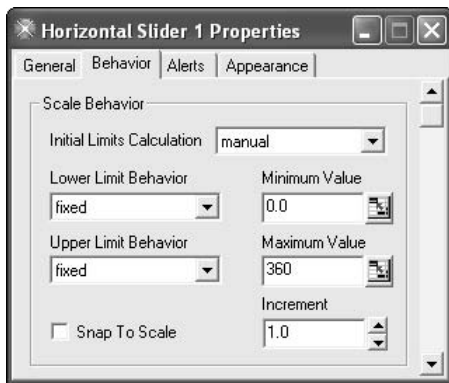 Horizontal Slider 1 Properties
General Behavior Alerts Appearance
Scale Behavior
Initial Limits Calculation manual
Lower Limit Behavior Minimum Value
fixed 0.0
Upper Limit Behavior Maximum Value
fixed 360
Increment
Snap To Scale 1.0